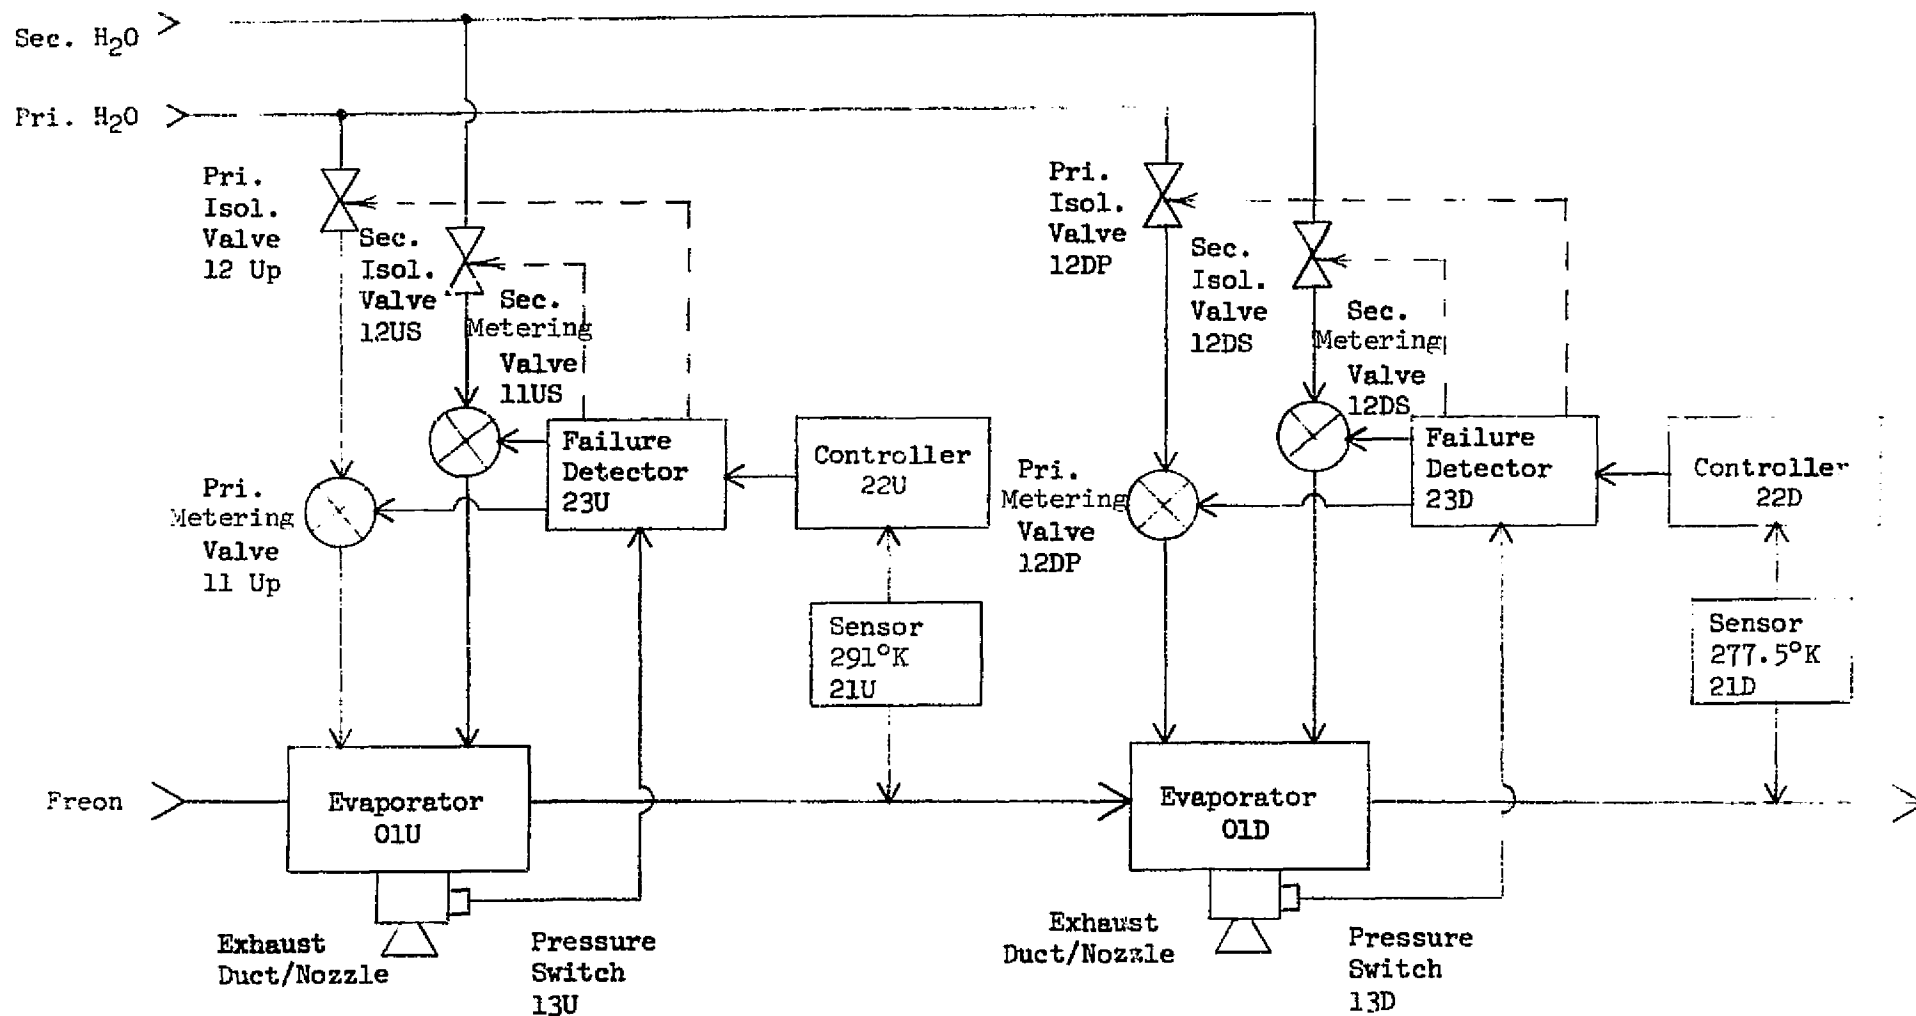 Sec. H2O
Pri. H2O
Pri.
Isol.
Valve
12 Up
Sec.
Isol.
Valve
12US
Sec.
Metering
Valve
11US
Pri.
Isol.
Valve
12DP
Sec.
Isol.
Valve
12DS
Sec.
Metering
Valve
12DS
Failure
Detector
23U
Controller
22U
Failure
Detector
23D
Controller
22D
Pri.
Metering
Valve
11 Up
Pri.
Metering
Valve
12DP
Sensor
291°K
21U
Sensor
277.5°K
21D
Freon
Evaporator
01U
Evaporator
01D
Exhaust
Duct/Nozzle
Pressure
Switch
13U
Exhaust
Duct/Nozzle
Pressure
Switch
13D